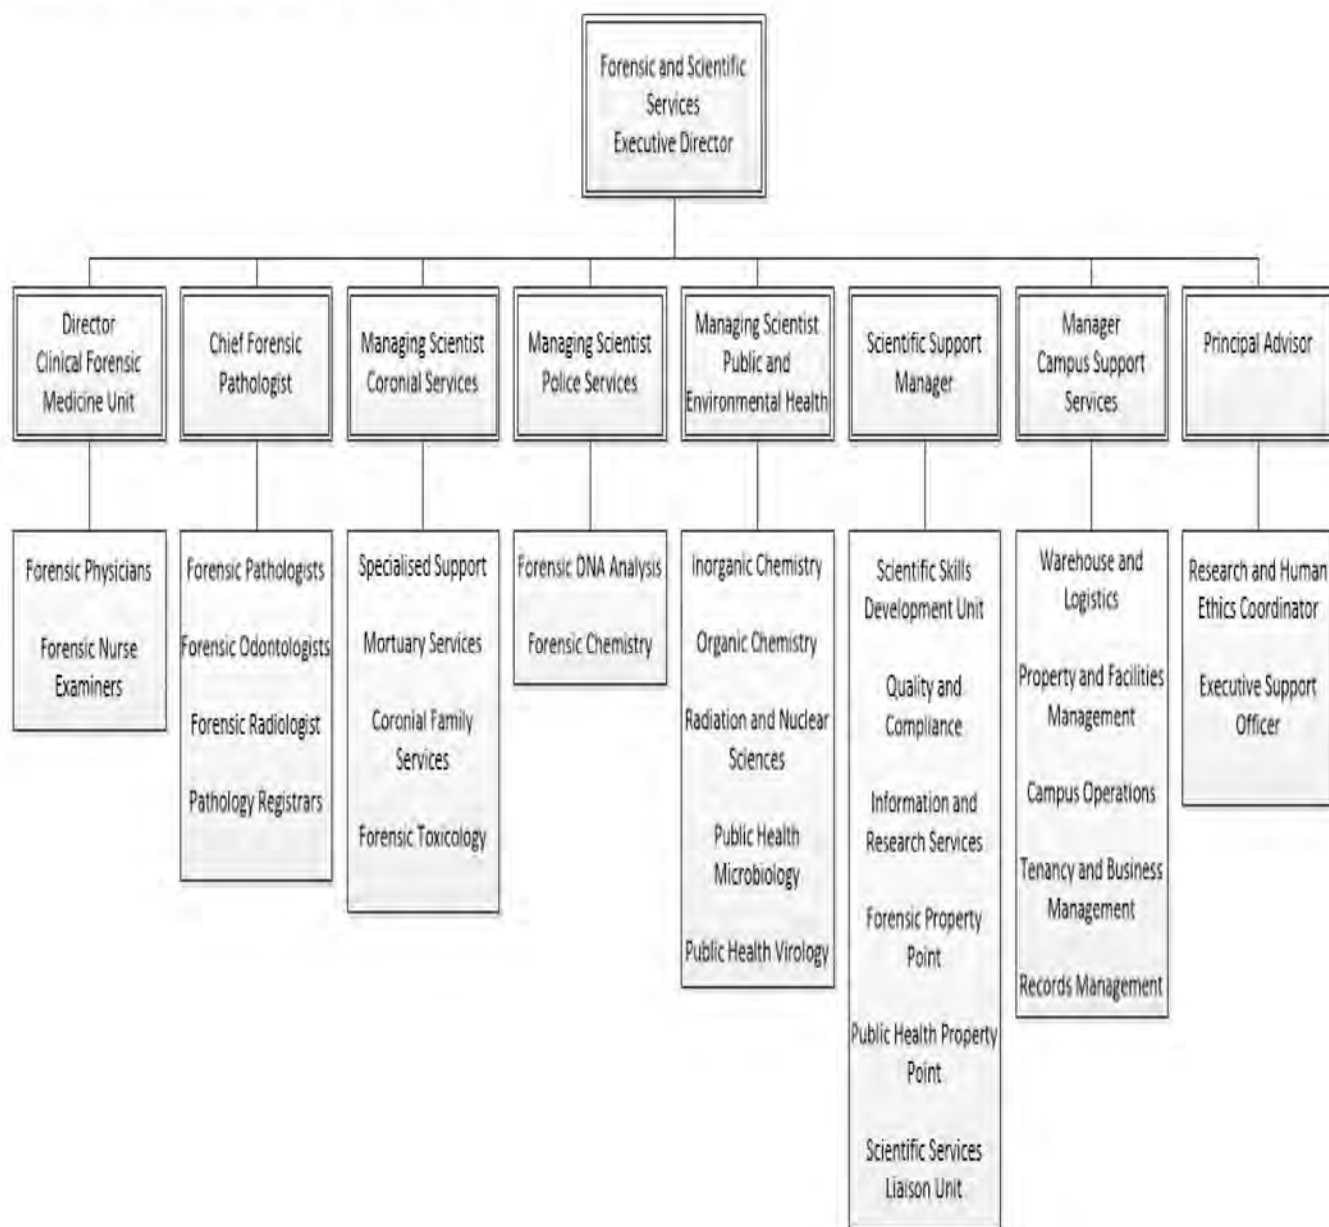 Forensic and Scientific
Services
Executive Director
Director
Clinical Forensic
Medicine Unit
Chief Forensic
Pathologist
Managing Scientist
Coronial Services
Managing Scientist
Police Services
Managing Scientist
Public and
Environmental Health
Scientific Support
Manager
Manager
Campus Support
Services
Principal Advisor
Forensic Physicians
Forensic Nurse
Examiners
Forensic Pathologists
Forensic Odontologists
Forensic Radiologist
Pathology Registrars
Specialised Support
Mortuary Services
Coronial Family
Services
Forensic Toxicology
Forensic DNA Analysis
Forensic Chemistry
Inorganic Chemistry
Organic Chemistry
Radiation and Nuclear
Sciences
Public Health
Microbiology
Public Health Virology
Scientific Skills
Development Unit
Quality and
Compliance
Information and
Research Services
Forensic Property
Point
Public Health Property
Point
Scientific Services
Liaison Unit
Warehouse and
Logistics
Property and Facilities
Management
Campus Operations
Tenancy and Business
Management
Records Management
Research and Human
Ethics Coordinator
Executive Support
Officer